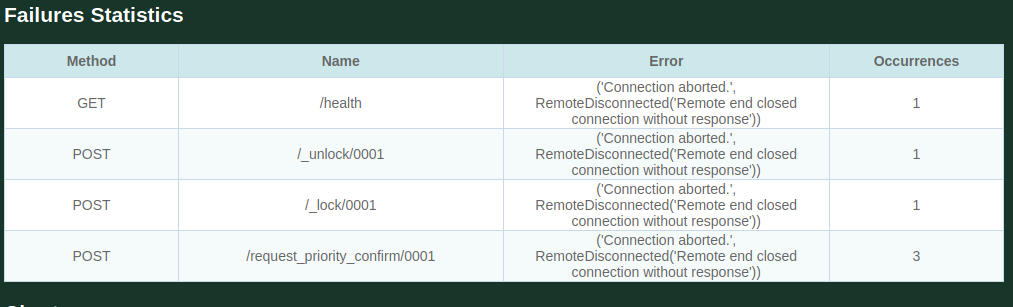 Failures Statistics
Method Name Error Occurrences
GET /health ('Connection aborted.', RemoteDisconnected('Remote end closed connection without response')) 1
POST /_unlock/0001 ('Connection aborted.', RemoteDisconnected('Remote end closed connection without response')) 1
POST /_lock/0001 ('Connection aborted.', RemoteDisconnected('Remote end closed connection without response')) 1
POST /request_priority_confirm/0001 ('Connection aborted.', RemoteDisconnected('Remote end closed connection without response')) 3